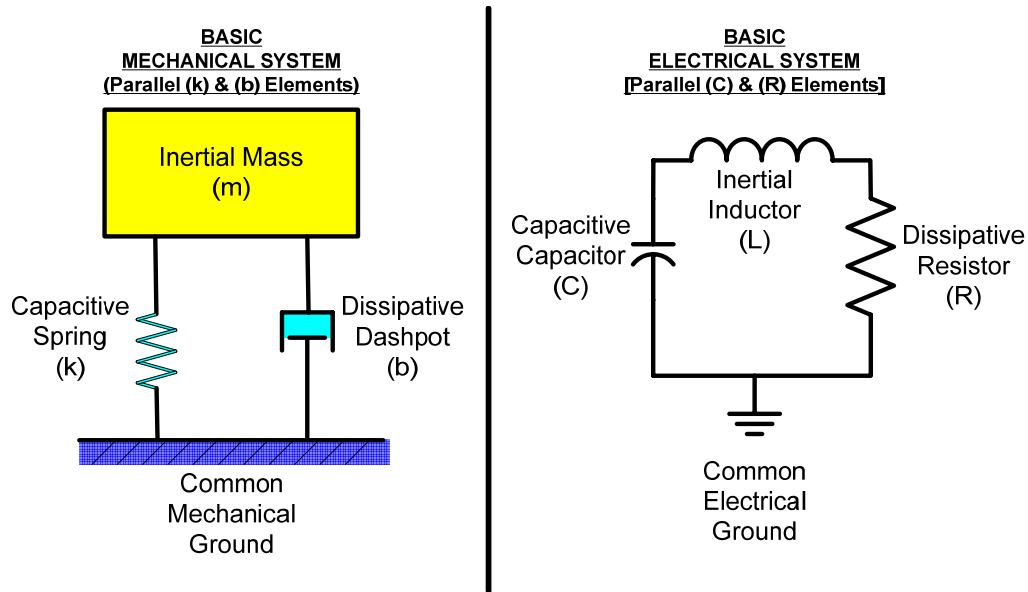 BASIC
MECHANICAL SYSTEM
(Parallel (k) & (b) Elements)
Inertial Mass
(m)
Capacitive
Spring
(k)
Dissipative
Dashpot
(b)
Common
Mechanical
Ground
BASIC
ELECTRICAL SYSTEM
[Parallel (C) & (R) Elements]
Inertial
Inductor
(L)
Capacitive
Capacitor
(C)
Dissipative
Resistor
(R)
Common
Electrical
Ground